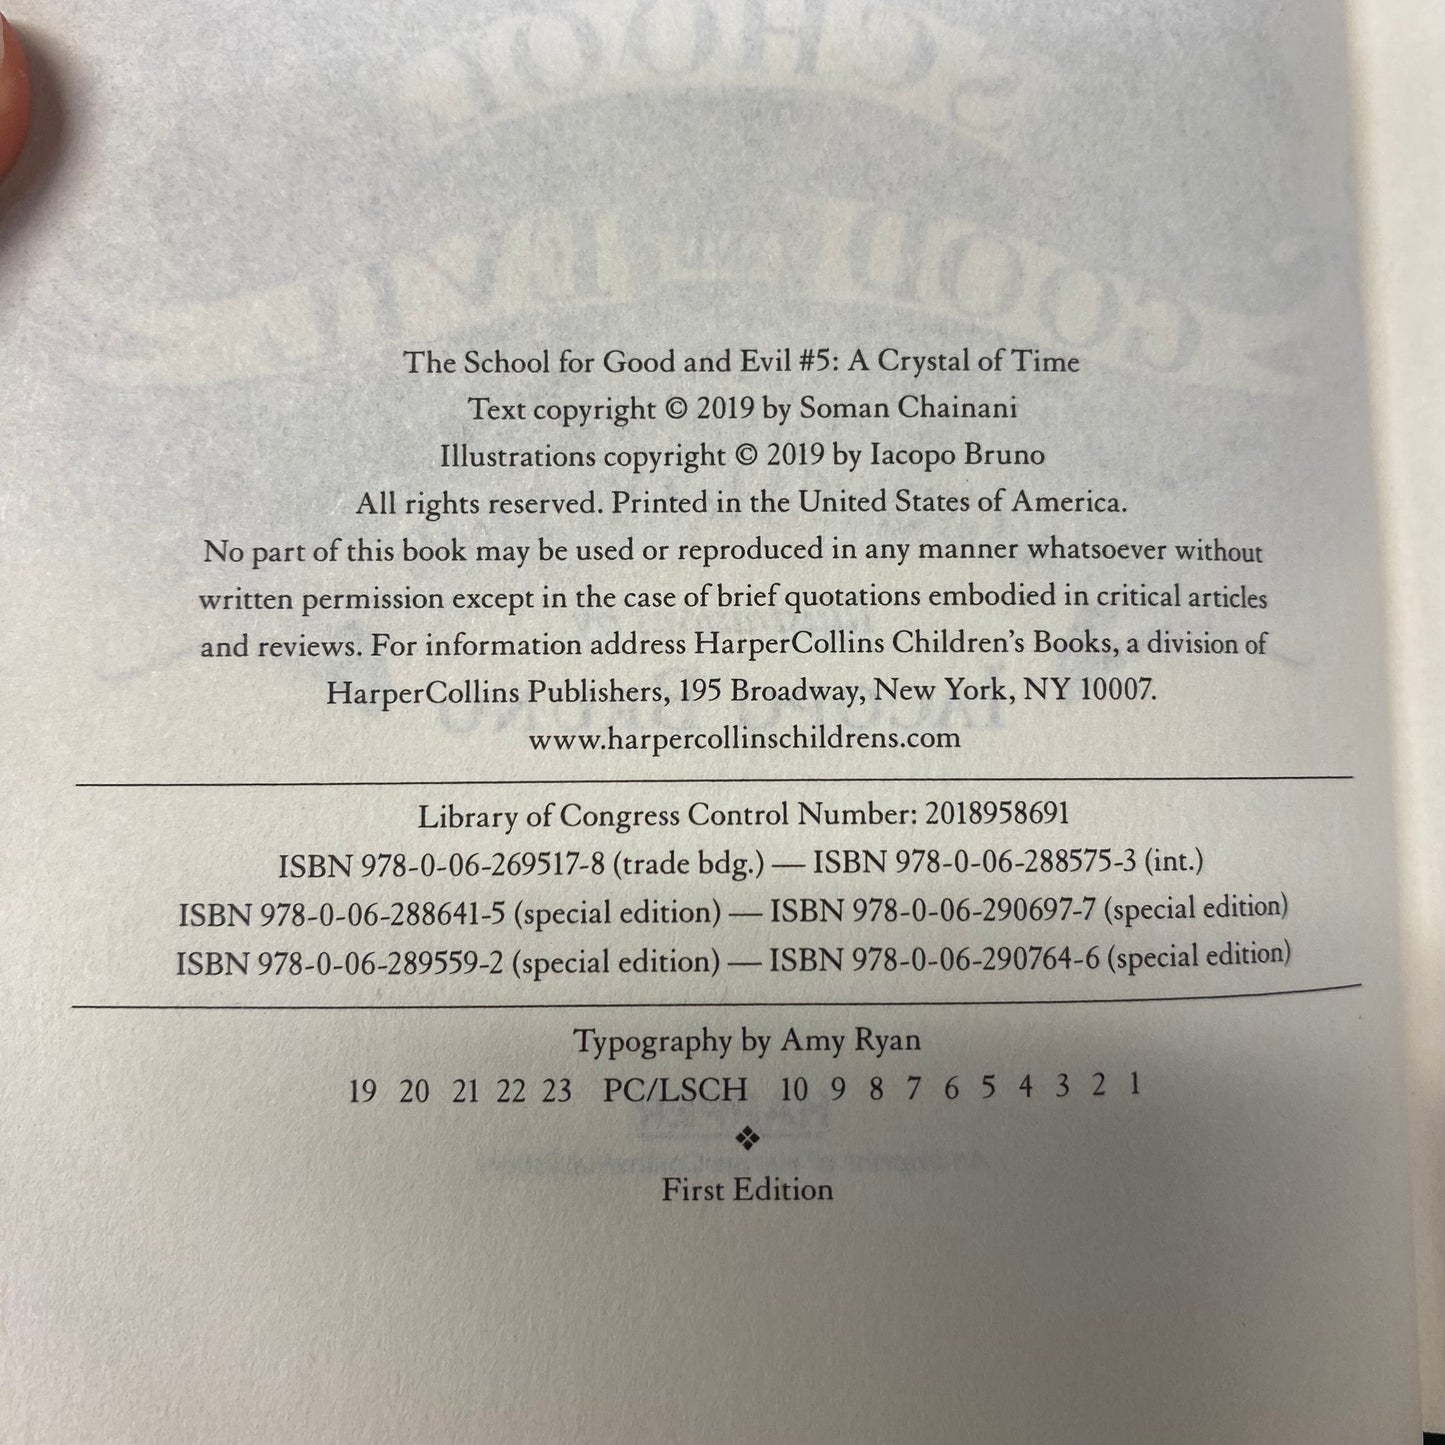 The School for Good and Evil #5: A Crystal of Time
Text copyright © 2019 by Soman Chainani
Illustrations copyright © 2019 by Iacopo Bruno
All rights reserved. Printed in the United States of America.
No part of this book may be used or reproduced in any manner whatsoever without
written permission except in the case of brief quotations embodied in critical articles
and reviews. For information address HarperCollins Children's Books, a division of
HarperCollins Publishers, 195 Broadway, New York, NY 10007.
www.harpercollinschildrens.com
Library of Congress Control Number: 2018958691
ISBN 978-0-06-269517-8 (trade bdg.) — ISBN 978-0-06-288575-3 (int.)
ISBN 978-0-06-288641-5 (special edition) — ISBN 978-0-06-290697-7 (special edition)
ISBN 978-0-06-289559-2 (special edition) — ISBN 978-0-06-290764-6 (special edition)
Typography by Amy Ryan
19 20 21 22 23 PC/LSCH 10 9 8 7 6 5 4 3 2 1
❖
First Edition